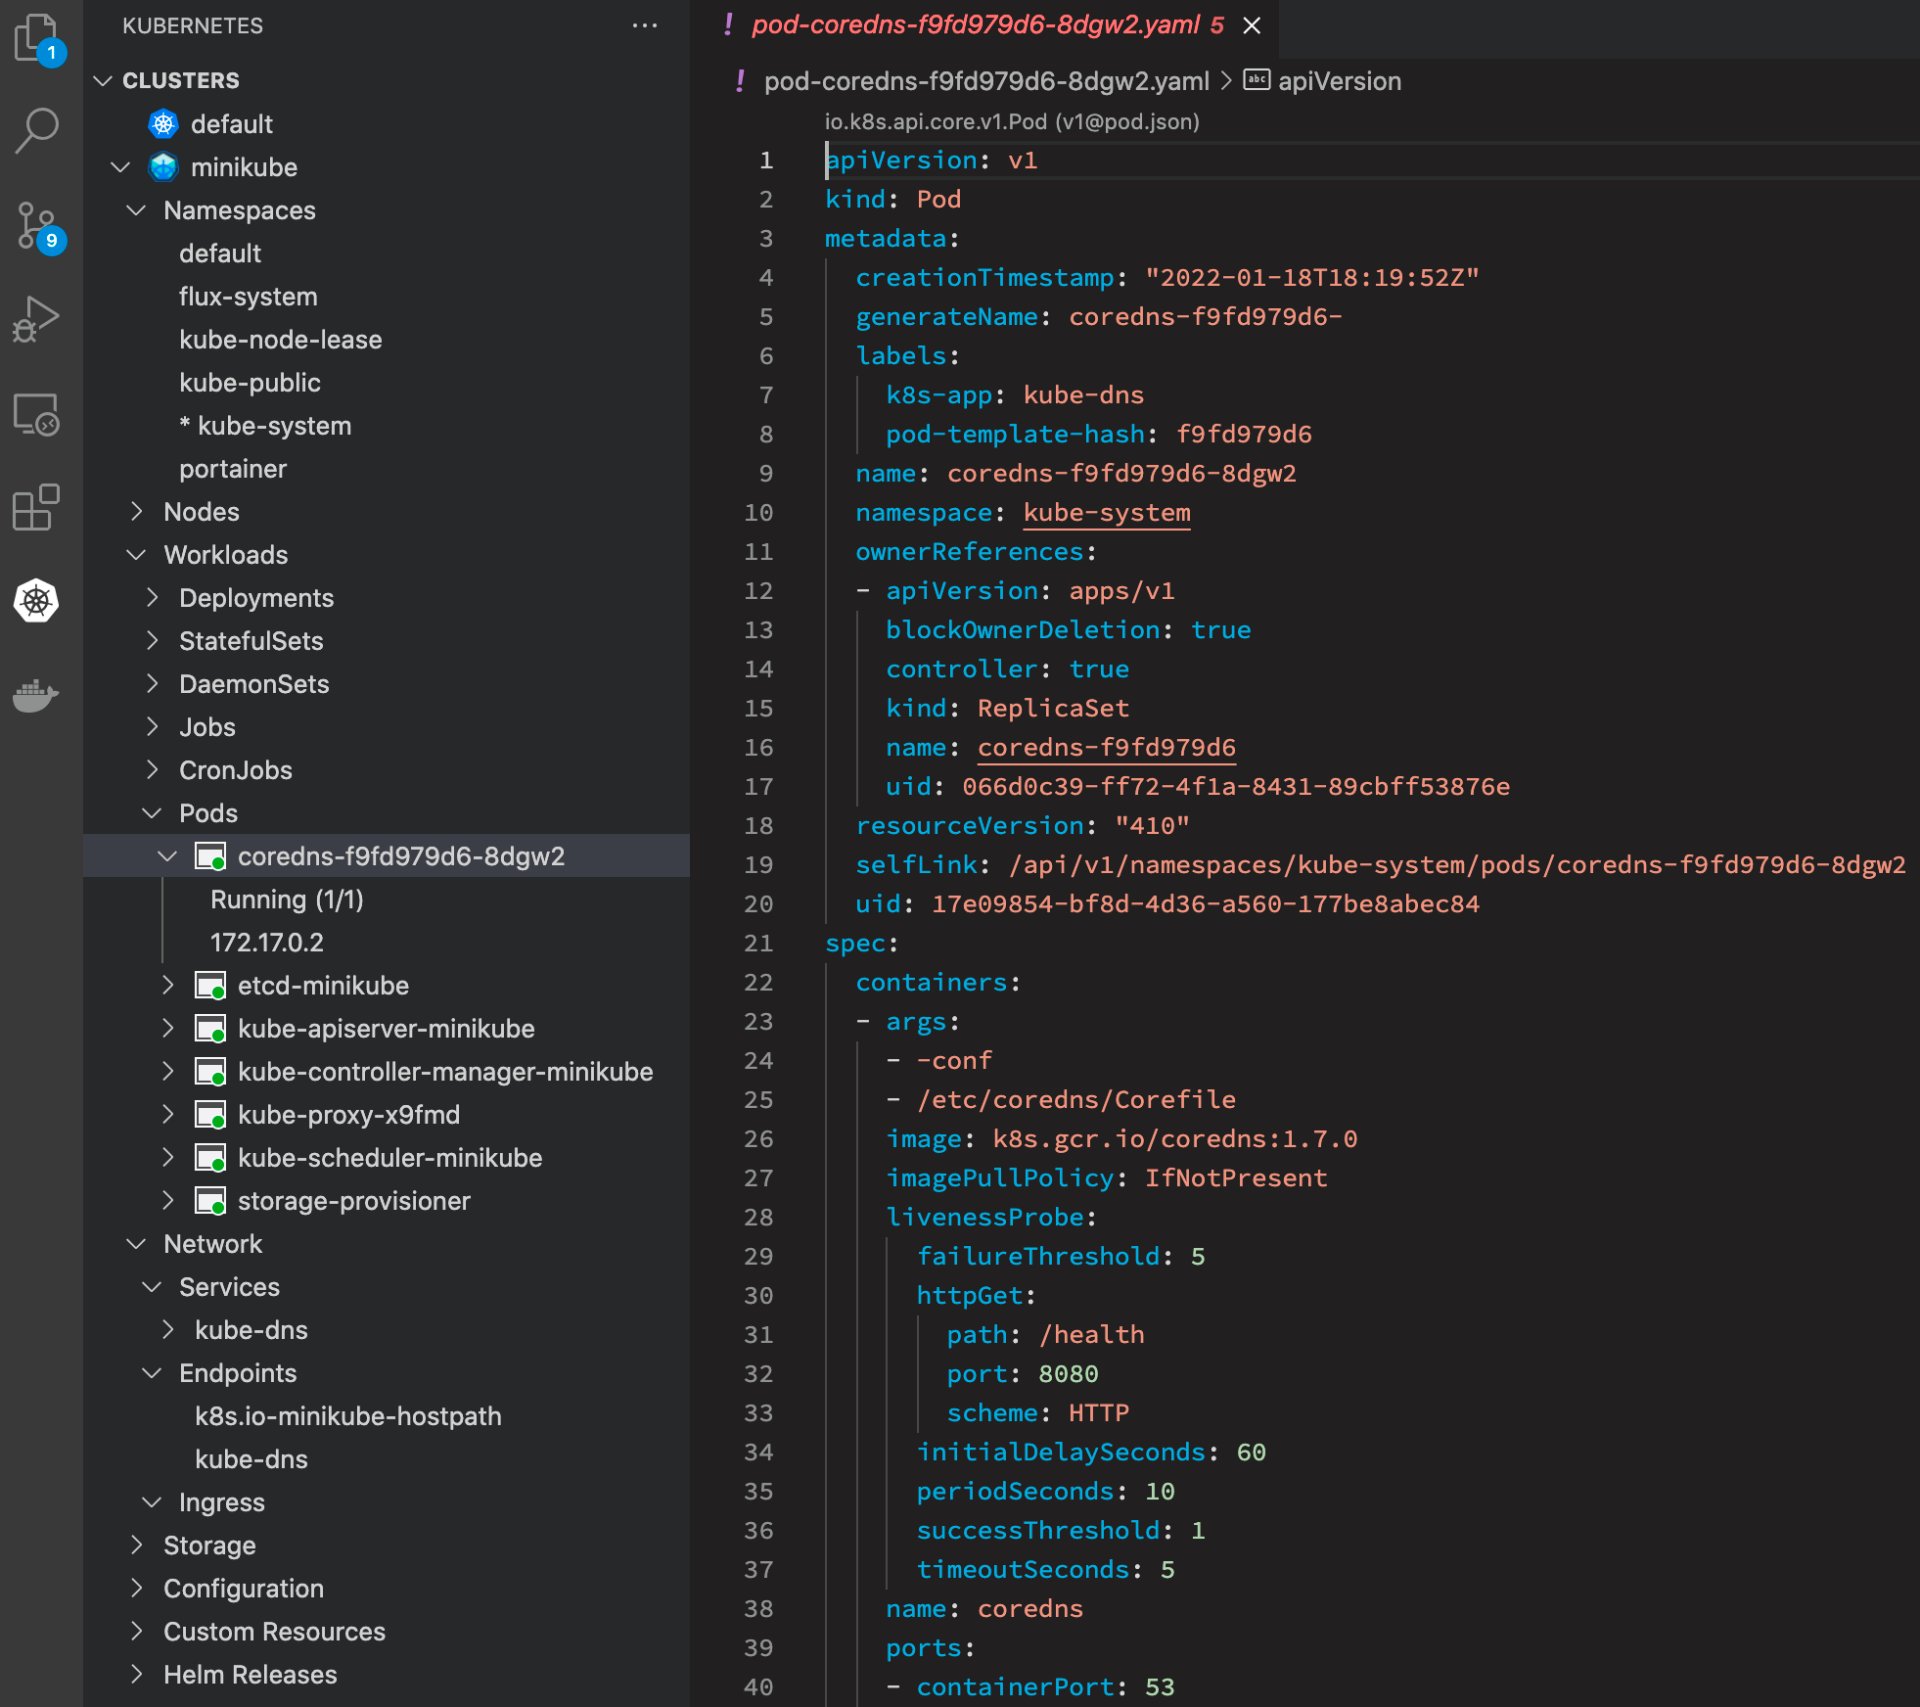 1
9
KUBERNETES
CLUSTERS
default
minikube
Namespaces
default
flux-system
kube-node-lease
kube-public
* kube-system
portainer
Nodes
Workloads
Deployments
StatefulSets
DaemonSets
Jobs
CronJobs
Pods
coredns-f9fd979d6-8dgw2
Running (1/1)
172.17.0.2
etcd-minikube
kube-apiserver-minikube
kube-controller-manager-minikube
kube-proxy-x9fmd
kube-scheduler-minikube
storage-provisioner
Network
Services
kube-dns
Endpoints
k8s.io-minikube-hostpath
kube-dns
Ingress
Storage
Configuration
Custom Resources
Helm Releases
! pod-coredns-f9fd979d6-8dgw2.yaml 5
! pod-coredns-f9fd979d6-8dgw2.yaml > abc apiVersion
io.k8s.api.core.v1.Pod (v1@pod.json)
1 apiVersion: v1
2 kind: Pod
3 metadata:
4 creationTimestamp: "2022-01-18T18:19:52Z"
5 generateName: coredns-f9fd979d6-
6 labels:
7 k8s-app: kube-dns
8 pod-template-hash: f9fd979d6
9 name: coredns-f9fd979d6-8dgw2
10 namespace: kube-system
11 ownerReferences:
12 - apiVersion: apps/v1
13 blockOwnerDeletion: true
14 controller: true
15 kind: ReplicaSet
16 name: coredns-f9fd979d6
17 uid: 066d0c39-ff72-4f1a-8431-89cbff53876e
18 resourceVersion: "410"
19 selfLink: /api/v1/namespaces/kube-system/pods/coredns-f9fd979d6-8dgw2
20 uid: 17e09854-bf8d-4d36-a560-177be8abec84
21 spec:
22 containers:
23 - args:
24 - -conf
25 - /etc/coredns/Corefile
26 image: k8s.gcr.io/coredns:1.7.0
27 imagePullPolicy: IfNotPresent
28 livenessProbe:
29 failureThreshold: 5
30 httpGet:
31 path: /health
32 port: 8080
33 scheme: HTTP
34 initialDelaySeconds: 60
35 periodSeconds: 10
36 successThreshold: 1
37 timeoutSeconds: 5
38 name: coredns
39 ports:
40 - containerPort: 53